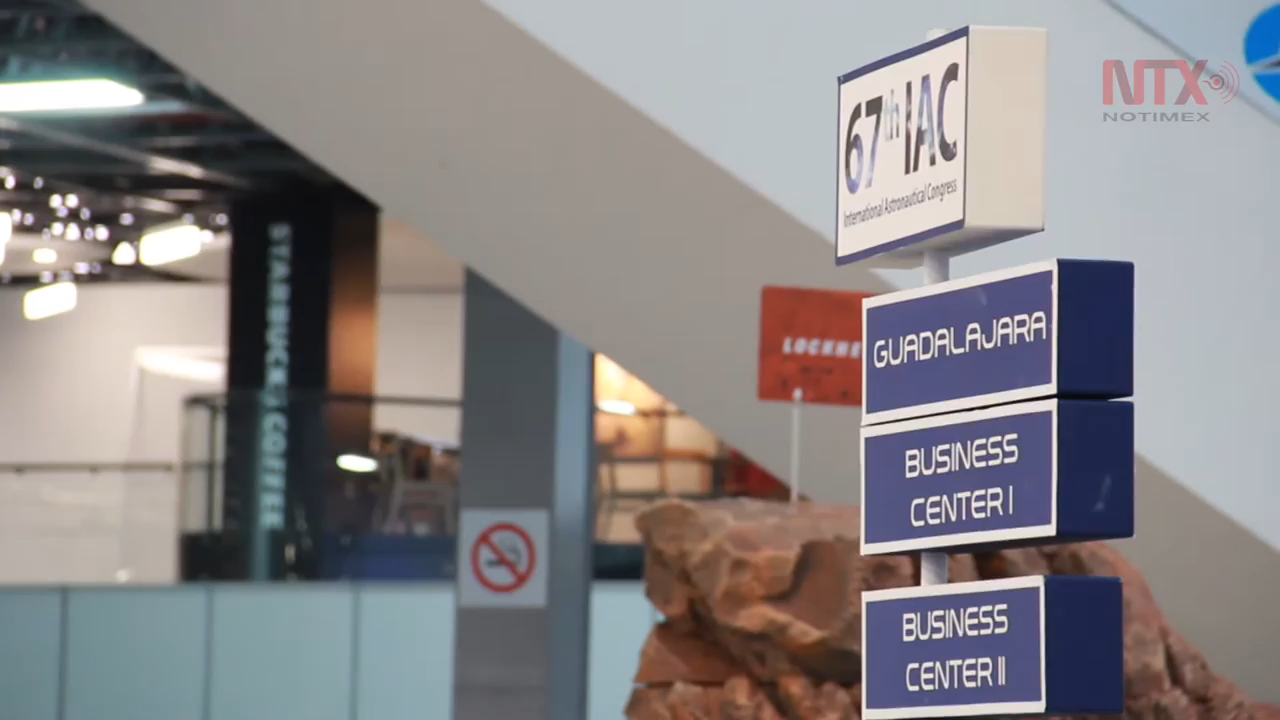 NTX
NOTIMEX
67th IAC
International Astronautical Congress
STARBUCKS COFFEE
LOCKHE
GUADALAJARA
BUSINESS
CENTER I
BUSINESS
CENTER II